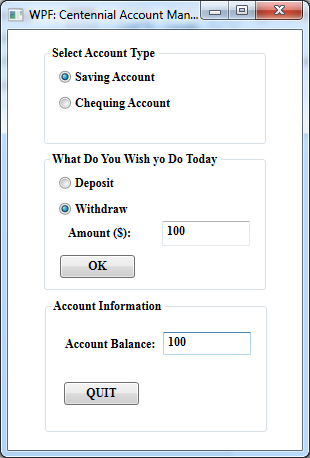 WPF: Centennial Account Man...
Select Account Type
Saving Account
Chequing Account
What Do You Wish yo Do Today
Deposit
Withdraw
Amount ($): 100
OK
Account Information
Account Balance: 100
QUIT